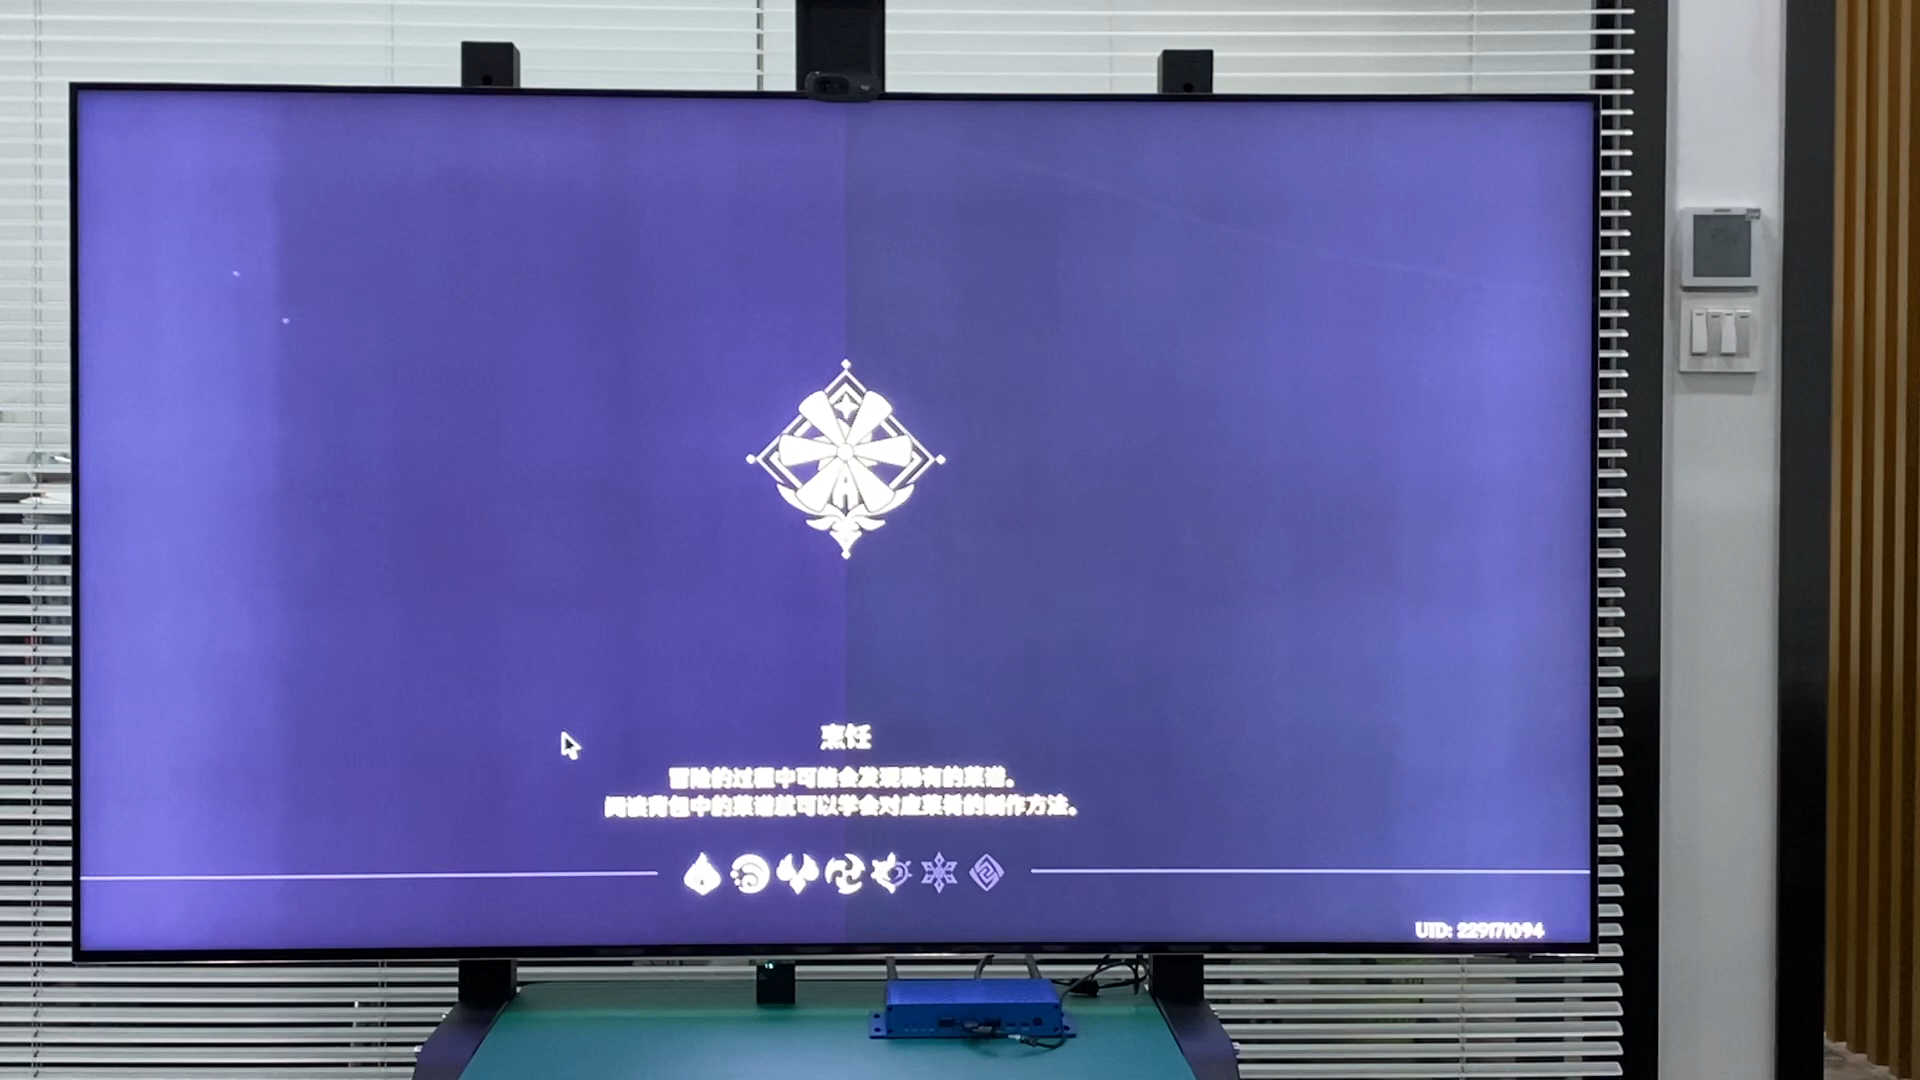 烹饪
冒险的过程中可能会发现稀有的菜谱。
阅读背包中的菜谱就可以学会对应菜肴的制作方法。
UID: 229171094